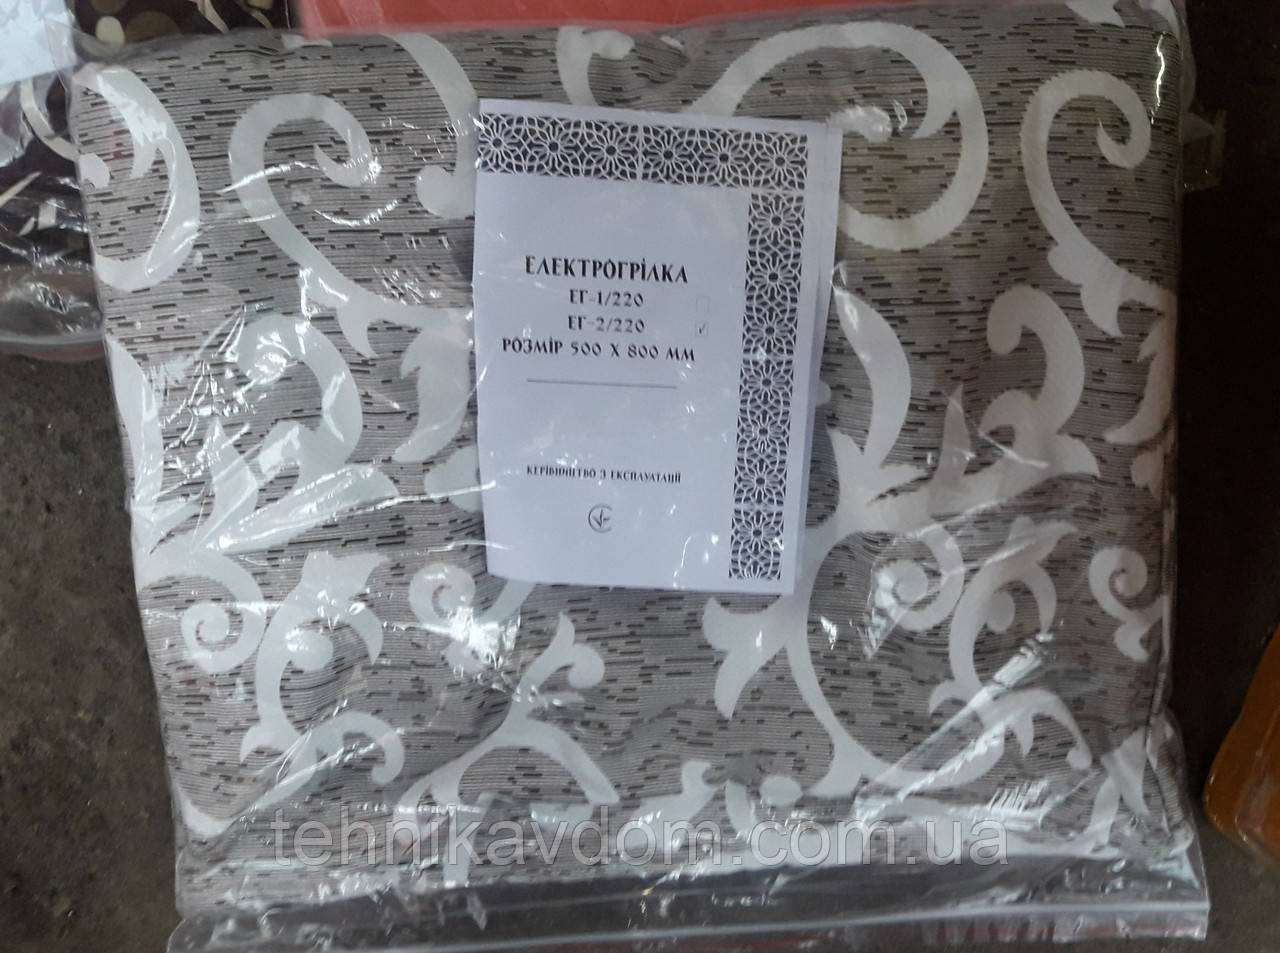 ЕЛЕКТРОГРІЛКА
ЕГ-1/220
ЕГ-2/220 ✓
РОЗМІР 500 Х 800 ММ
КЕРІВНИЦТВО З ЕКСПЛУАТАЦІЇ
tehnikavdom.com.ua